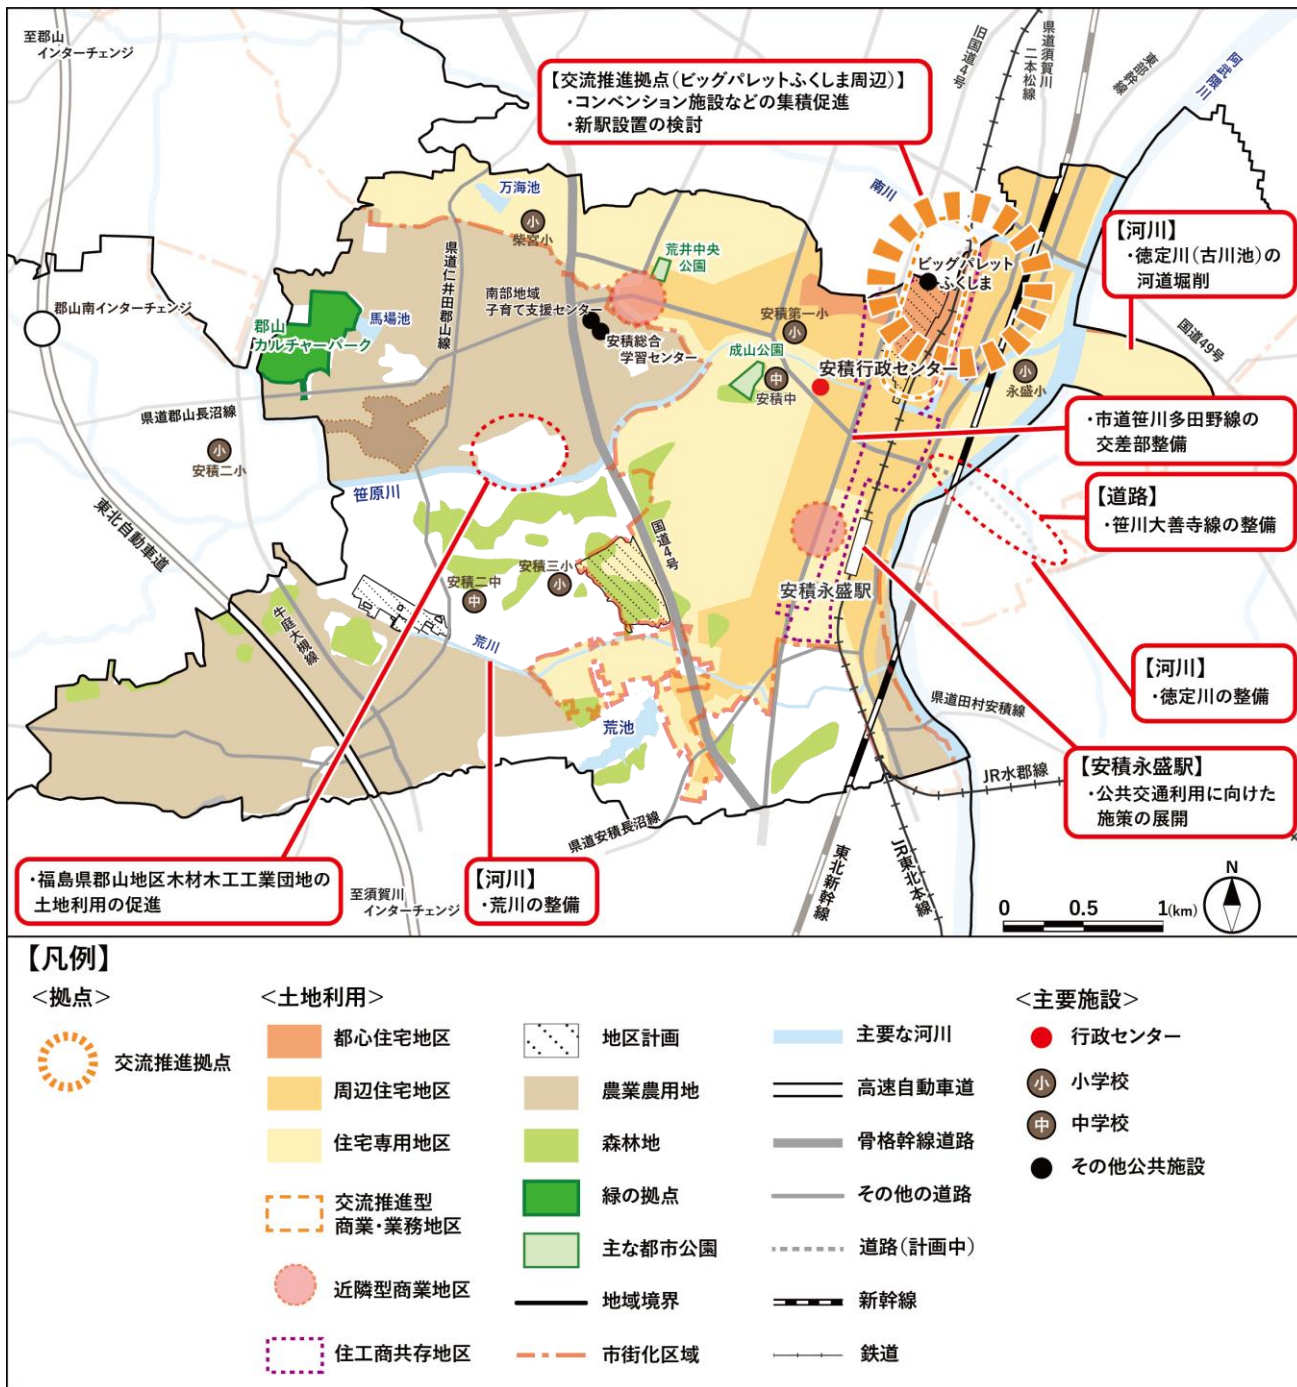 至郡山
インターチェンジ
旧国道4号
県道須賀川
二本松線
東部幹線
阿武隈川
【交流推進拠点(ビッグパレットふくしま周辺)】
・コンベンション施設などの集積促進
・新駅設置の検討
万海池
小
柴宮小
南川
荒井中央
公園
【河川】
・徳定川(古川池)の
河道堀削
ビッグパレット
ふくしま
県道仁井田郡山線
南部地域
子育て支援センター
郡山南インターチェンジ
郡山
カルチャーパーク
馬場池
安積総合
学習センター
安積第一小
小
国道49号
成山公園
中
安積中
安積行政センター
小
永盛小
県道郡山長沼線
小
安積二小
・市道笹川多田野線の
交差部整備
笹原川
東北自動車道
【道路】
・笹川大善寺線の整備
国道4号
安積三小
小
安積二中
中
安積永盛駅
牛庭大槻線
荒川
【河川】
・徳定川の整備
荒池
県道田村安積線
【安積永盛駅】
・公共交通利用に向けた
施策の展開
JR水郡線
県道安積長沼線
東北新幹線
JR東北本線
・福島県郡山地区木材木工工業団地の
土地利用の促進
至須賀川
インターチェンジ
【河川】
・荒川の整備
N
0 0.5 1(km)
【凡例】
<拠点>
交流推進拠点
<土地利用>
都心住宅地区
周辺住宅地区
住宅専用地区
交流推進型
商業・業務地区
近隣型商業地区
住工商共存地区
地区計画
農業農用地
森林地
緑の拠点
主な都市公園
地域境界
市街化区域
主要な河川
高速自動車道
骨格幹線道路
その他の道路
道路(計画中)
新幹線
鉄道
<主要施設>
行政センター
小 小学校
中 中学校
その他公共施設